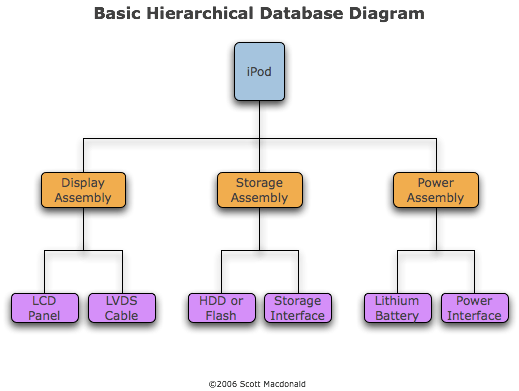 Basic Hierarchical Database Diagram
iPod
Display
Assembly
Storage
Assembly
Power
Assembly
LCD
Panel
LVDS
Cable
HDD or
Flash
Storage
Interface
Lithium
Battery
Power
Interface
©2006 Scott Macdonald